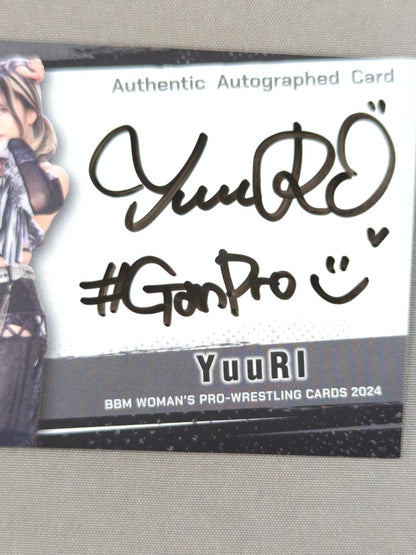 Authentic Autographed Card
YuuRI
#GanPro
YuuRI
BBM WOMAN'S PRO-WRESTLING CARDS 2024